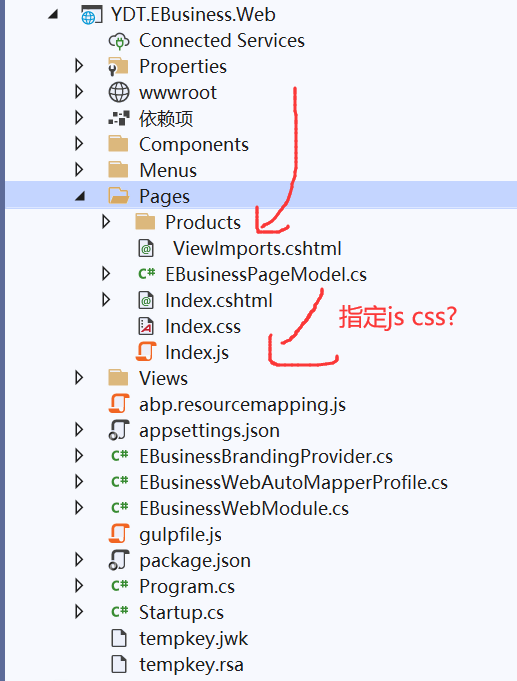 YDT.EBusiness.Web
Connected Services
Properties
wwwroot
依赖项
Components
Menus
Pages
Products
_ViewImports.cshtml
EBusinessPageModel.cs
Index.cshtml
指定js css?
Index.css
Index.js
Views
abp.resourcemapping.js
appsettings.json
EBusinessBrandingProvider.cs
EBusinessWebAutoMapperProfile.cs
EBusinessWebModule.cs
gulpfile.js
package.json
Program.cs
Startup.cs
tempkey.jwk
tempkey.rsa